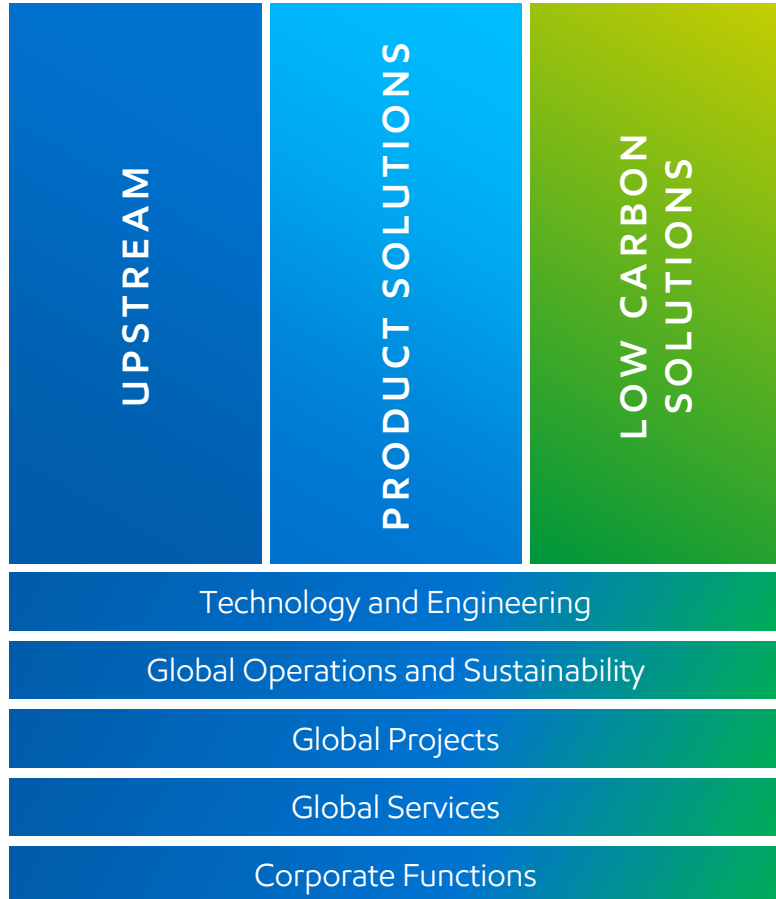 UPSTREAM
PRODUCT SOLUTIONS
LOW CARBON
SOLUTIONS
Technology and Engineering
Global Operations and Sustainability
Global Projects
Global Services
Corporate Functions